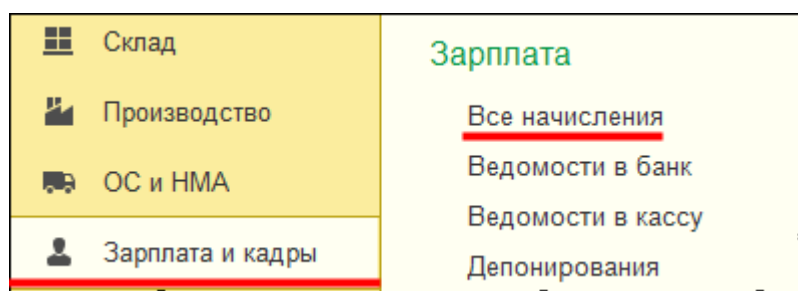 Склад
Производство
ОС и НМА
Зарплата и кадры
Зарплата
Все начисления
Ведомости в банк
Ведомости в кассу
Депонирования